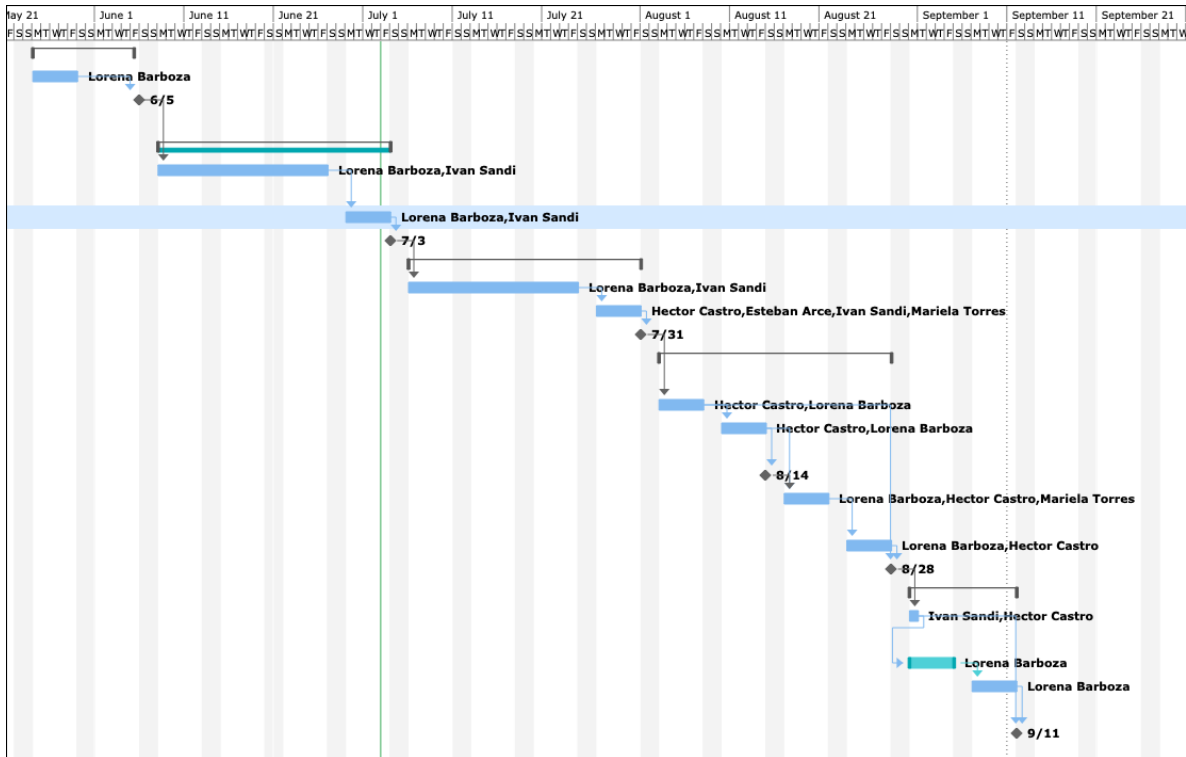 May 21 June 1 June 11 June 21 July 1 July 11 July 21 August 1 August 11 August 21 September 1 September 11 September 21
Lorena Barboza
6/5
Lorena Barboza,Ivan Sandi
Lorena Barboza,Ivan Sandi
7/3
Lorena Barboza,Ivan Sandi
Hector Castro,Esteban Arce,Ivan Sandi,Mariela Torres
7/31
Hector Castro,Lorena Barboza
Hector Castro,Lorena Barboza
8/14
Lorena Barboza,Hector Castro,Mariela Torres
Lorena Barboza,Hector Castro
8/28
Ivan Sandi,Hector Castro
Lorena Barboza
Lorena Barboza
9/11